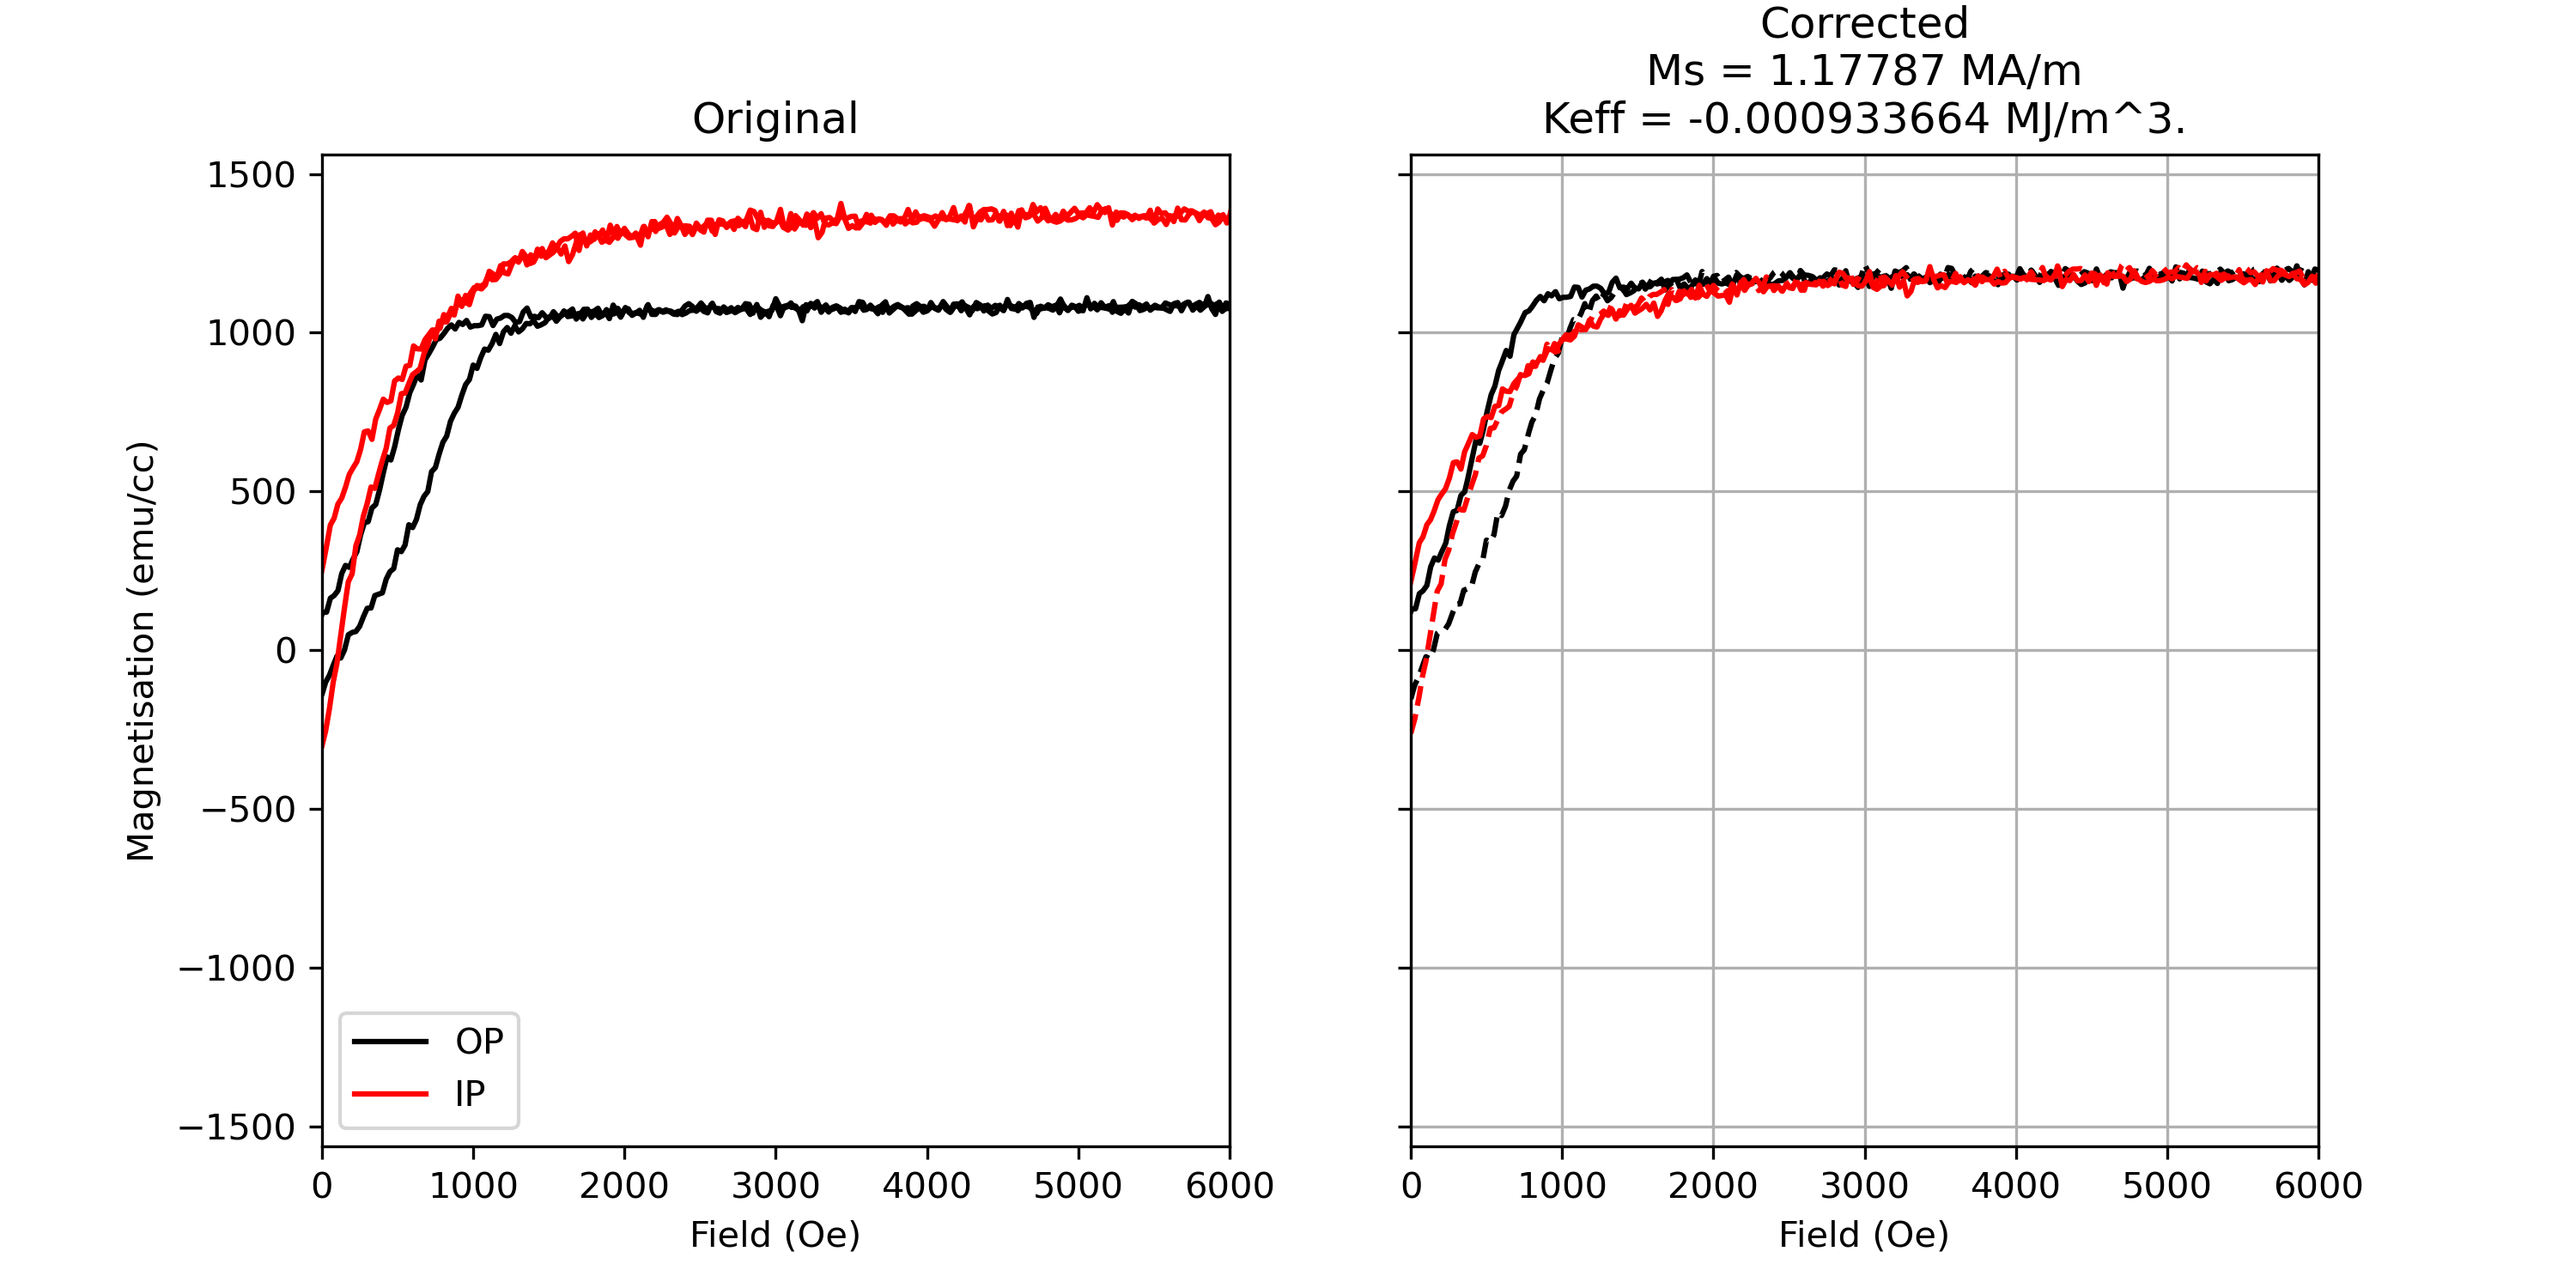 Original
1500
1000
500
0
−500
−1000
−1500
Magnetisation (emu/cc)
OP
IP
0 1000 2000 3000 4000 5000 6000
Field (Oe)
Corrected
Ms = 1.17787 MA/m
Keff = -0.000933664 MJ/m^3.
0 1000 2000 3000 4000 5000 6000
Field (Oe)